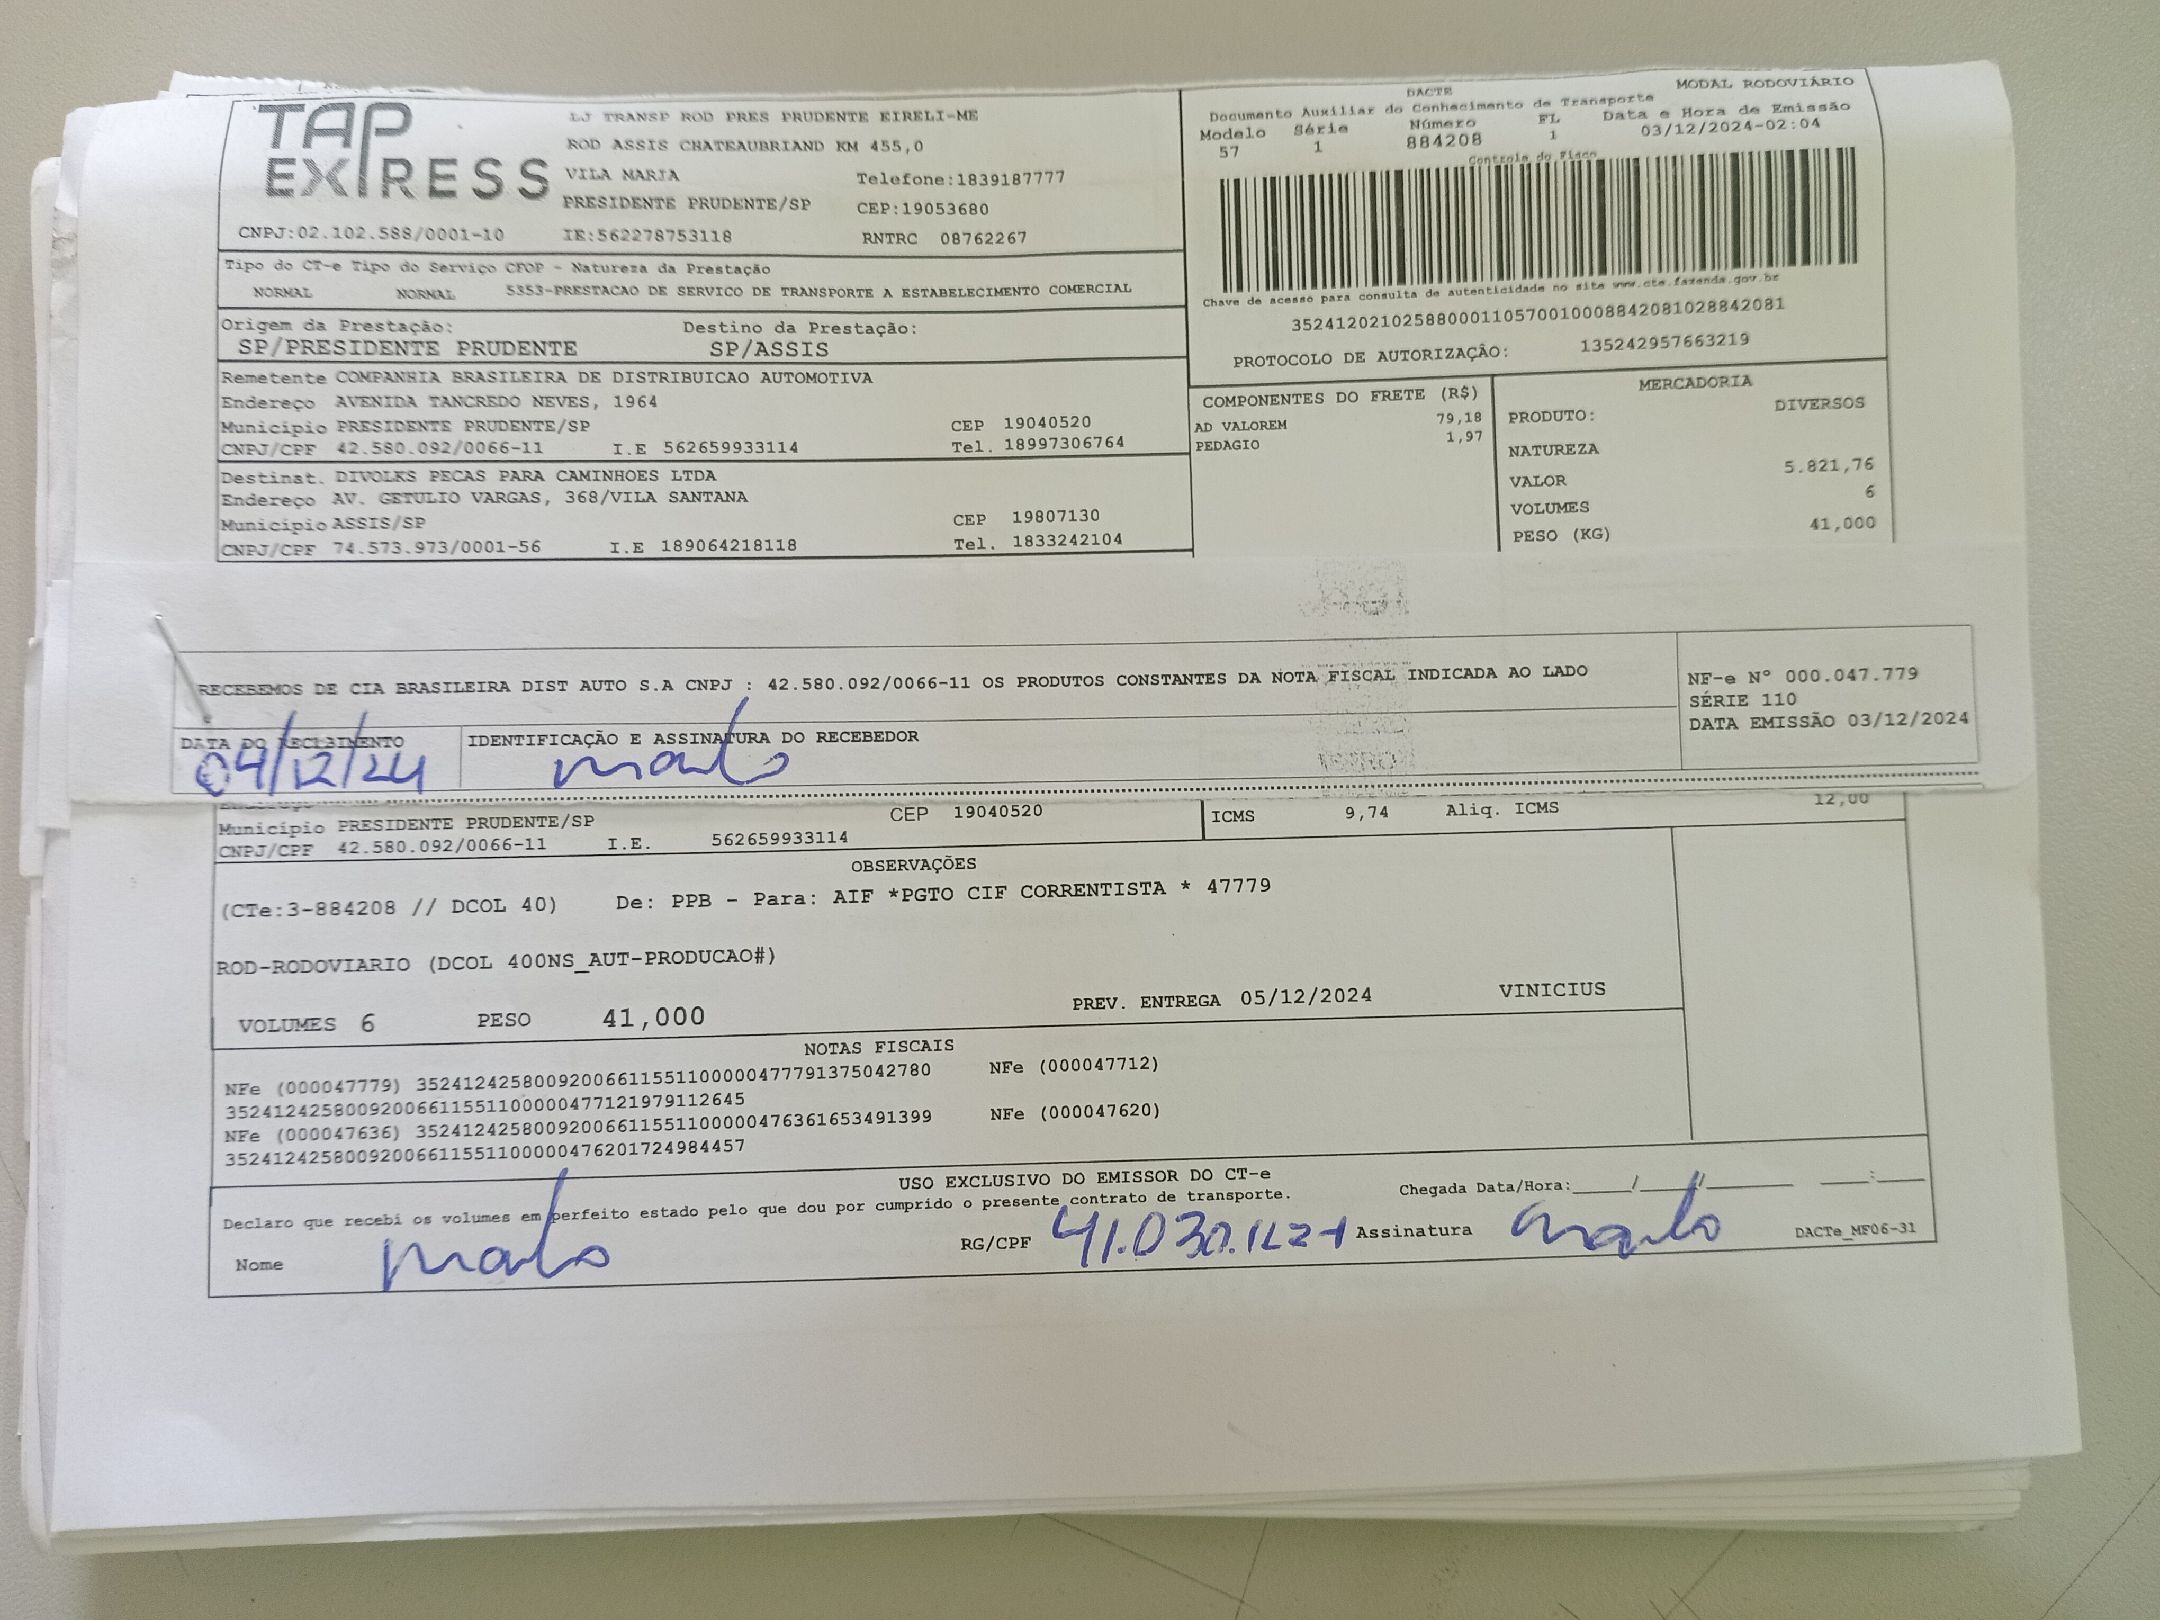 TAP EXPRESS
LJ TRANSP ROD PRES PRUDENTE EIRELI-ME
ROD ASSIS CHATEAUBRIAND KM 455,0
VILA MARIA Telefone:1839187777
PRESIDENTE PRUDENTE/SP CEP:19053680
CNPJ:02.102.588/0001-10 IE:562278753118 RNTRC 08762267
Tipo do CT-e Tipo do Serviço CFOP - Natureza da Prestação
NORMAL NORMAL 5353-PRESTACAO DE SERVICO DE TRANSPORTE A ESTABELECIMENTO COMERCIAL
Origem da Prestação: Destino da Prestação:
SP/PRESIDENTE PRUDENTE SP/ASSIS
Remetente COMPANHIA BRASILEIRA DE DISTRIBUICAO AUTOMOTIVA
Endereço AVENIDA TANCREDO NEVES, 1964
Município PRESIDENTE PRUDENTE/SP CEP 19040520
CNPJ/CPF 42.580.092/0066-11 I.E 562659933114 Tel. 18997306764
Destinat. DIVOLKS PECAS PARA CAMINHOES LTDA
Endereço AV. GETULIO VARGAS, 368/VILA SANTANA
Município ASSIS/SP CEP 19807130
CNPJ/CPF 74.573.973/0001-56 I.E 189064218118 Tel. 1833242104
DACTE MODAL RODOVIÁRIO
Documento Auxiliar do Conhecimento de Transporte
Modelo Série Número FL Data e Hora de Emissão
57 1 884208 1 03/12/2024-02:04
Controle do Fisco
Chave de acesso para consulta de autenticidade no site www.cte.fazenda.gov.br
35241202102588000110570010008842081028842081
PROTOCOLO DE AUTORIZAÇÃO: 135242957663219
COMPONENTES DO FRETE (R$)
AD VALOREM 79,18
PEDAGIO 1,97
MERCADORIA
PRODUTO: DIVERSOS
NATUREZA
VALOR 5.821,76
VOLUMES 6
PESO (KG) 41,000
RECEBEMOS DE CIA BRASILEIRA DIST AUTO S.A CNPJ : 42.580.092/0066-11 OS PRODUTOS CONSTANTES DA NOTA FISCAL INDICADA AO LADO
NF-e Nº 000.047.779
SÉRIE 110
DATA EMISSÃO 03/12/2024
DATA DO RECEBIMENTO IDENTIFICAÇÃO E ASSINATURA DO RECEBEDOR
04/12/24
Endereço
Município PRESIDENTE PRUDENTE/SP CEP 19040520
CNPJ/CPF 42.580.092/0066-11 I.E. 562659933114
ICMS 9,74 Aliq. ICMS 12,00
OBSERVAÇÕES
(CTe:3-884208 // DCOL 40) De: PPB - Para: AIF *PGTO CIF CORRENTISTA * 47779
ROD-RODOVIARIO (DCOL 400NS_AUT-PRODUCAO#)
VOLUMES 6 PESO 41,000 PREV. ENTREGA 05/12/2024 VINICIUS
NOTAS FISCAIS
NFe (000047779) 35241242580092006611551100000477791375042780 NFe (000047712)
35241242580092006611551100000477121979112645
NFe (000047636) 35241242580092006611551100000476361653491399 NFe (000047620)
35241242580092006611551100000476201724984457
USO EXCLUSIVO DO EMISSOR DO CT-e
Declaro que recebi os volumes em perfeito estado pelo que dou por cumprido o presente contrato de transporte. Chegada Data/Hora:____/____/________ ____:____
Nome RG/CPF Assinatura DACTe_MF06-31